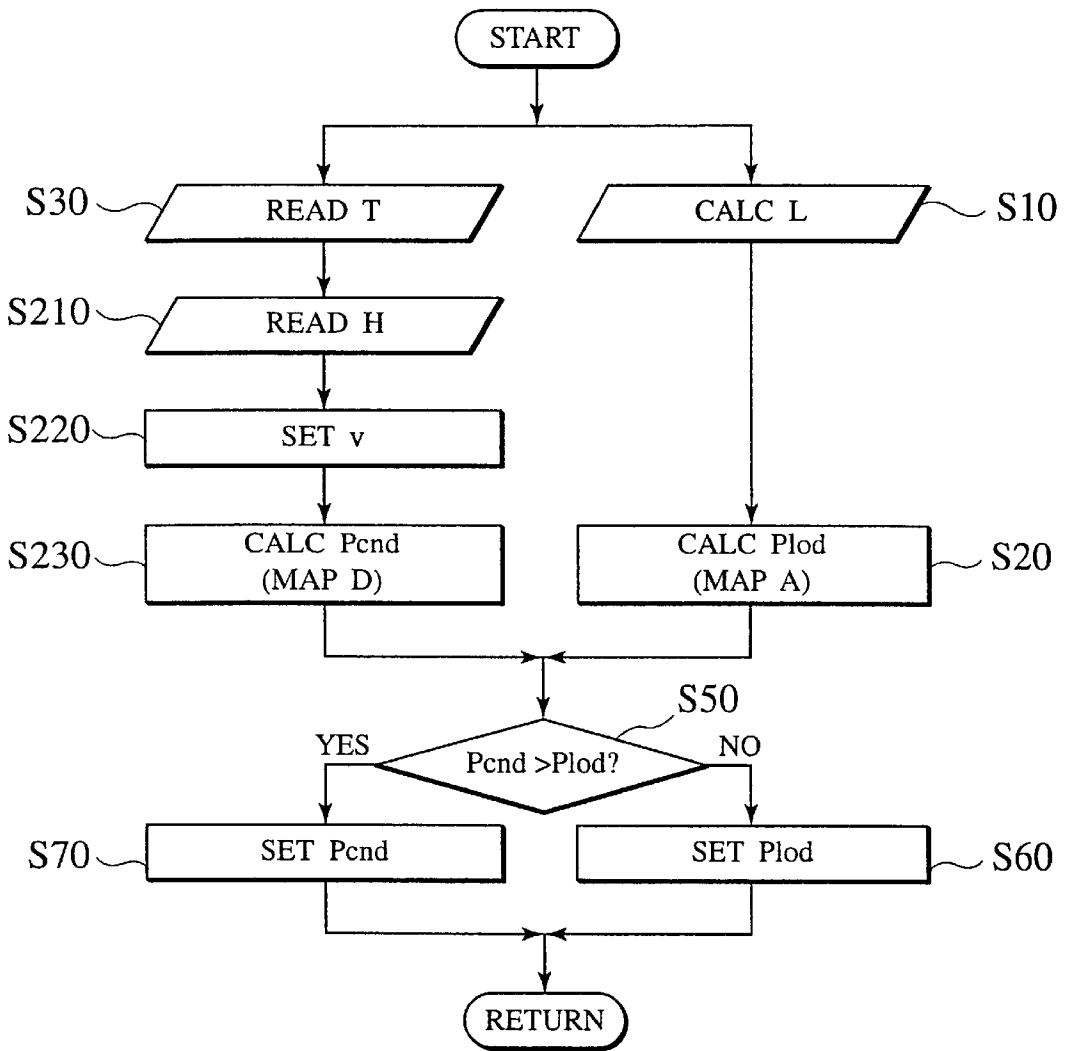 START
S30
READ T
CALC L
S10
S210
READ H
S220
SET v
S230
CALC Pcnd
(MAP D)
CALC Plod
(MAP A)
S20
S50
YES
Pcnd >Plod?
NO
S70
SET Pcnd
SET Plod
S60
RETURN